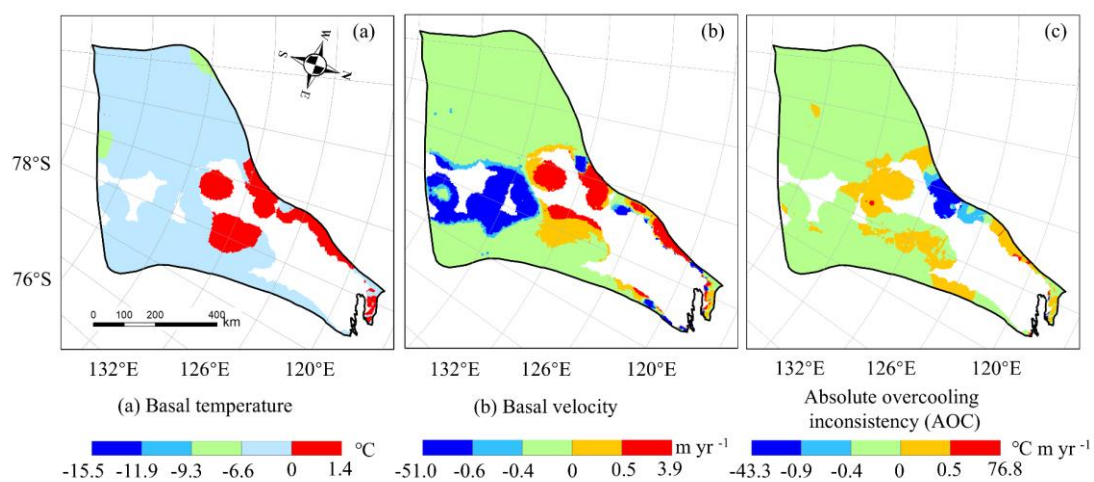 (a)
(b)
(c)
W
S
N
E
78°S
76°S
0 100 200 400
km
132°E 126°E 120°E
132°E 126°E 120°E
132°E 126°E 120°E
(a) Basal temperature
(b) Basal velocity
Absolute overcooling
inconsistency (AOC)
°C
-15.5 -11.9 -9.3 -6.6 0 1.4
m yr -1
-51.0 -0.6 -0.4 0 0.5 3.9
°C m yr -1
-43.3 -0.9 -0.4 0 0.5 76.8